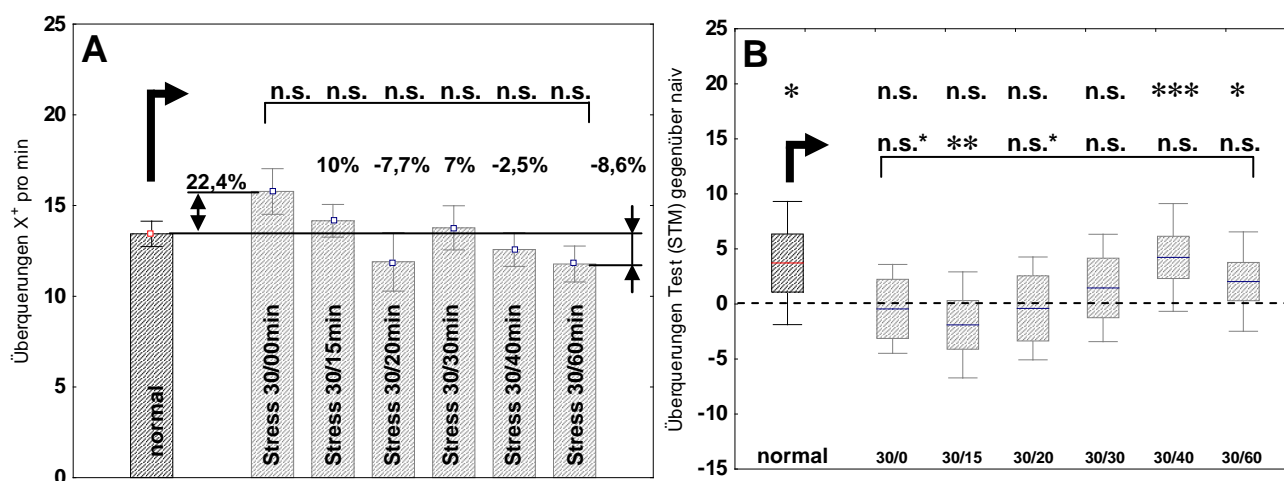 A
Überquerungen X⁺ pro min
25
20
15
10
5
0
n.s. n.s. n.s. n.s. n.s. n.s.
22,4% 10% -7,7% 7% -2,5% -8,6%
normal
Stress 30/00min
Stress 30/15min
Stress 30/20min
Stress 30/30min
Stress 30/40min
Stress 30/60min
B
Überquerungen Test (STM) gegenüber naiv
25
20
15
10
5
0
-5
-10
-15
* n.s. n.s. n.s. n.s. *** *
n.s.* ** n.s.* n.s. n.s. n.s.
normal 30/0 30/15 30/20 30/30 30/40 30/60